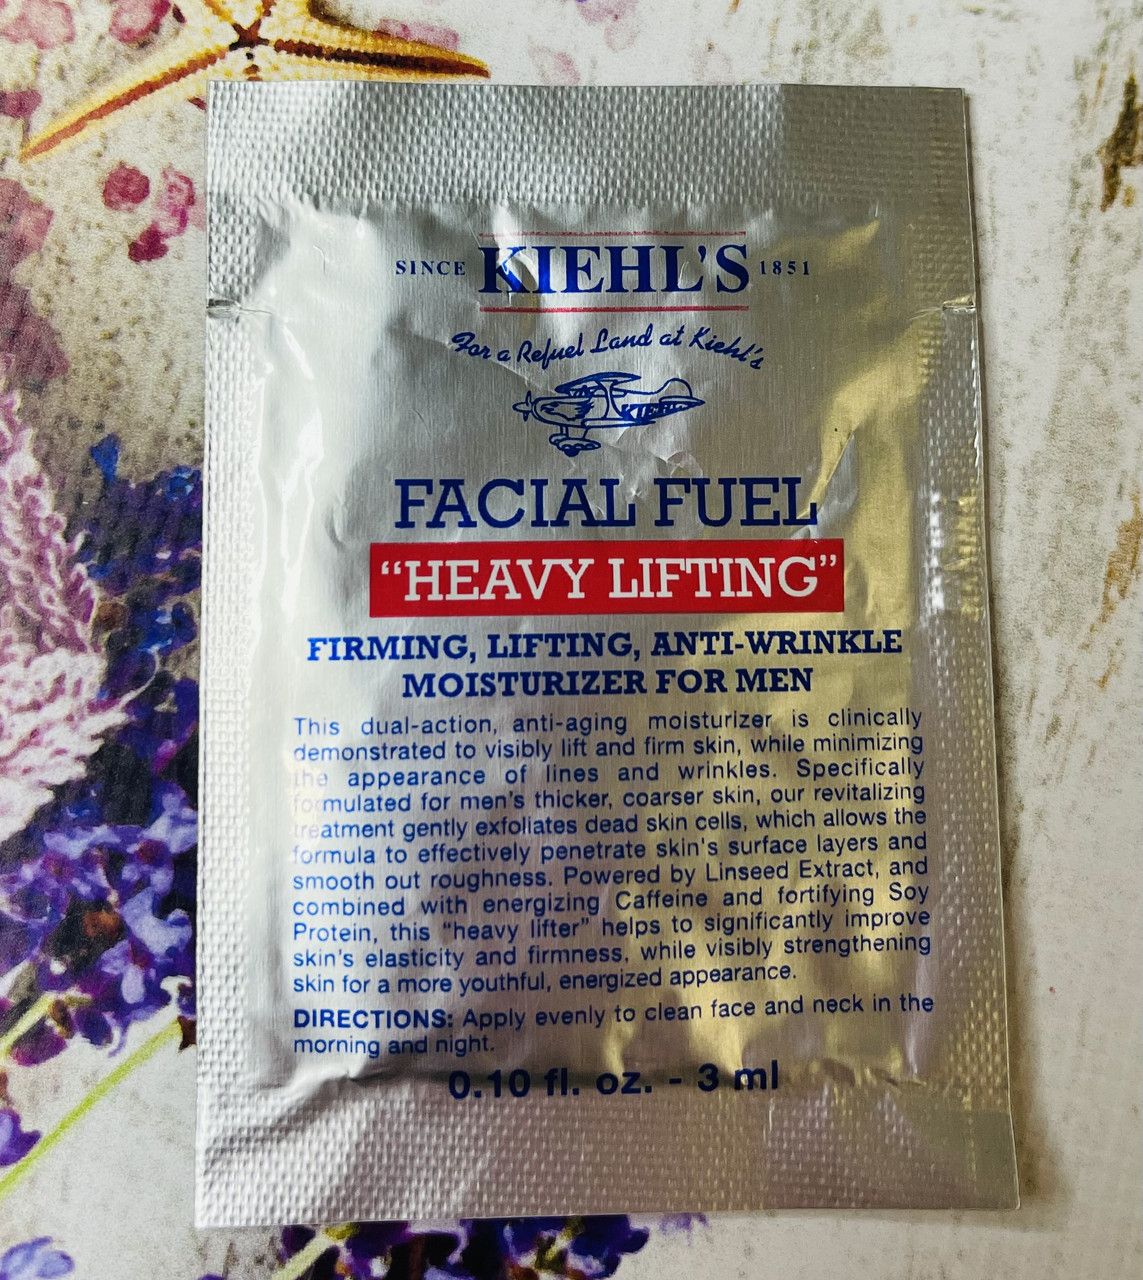 SINCE KIEHL'S 1851
For a Refuel Land at Kiehl's
KIEHL'S
FACIAL FUEL
“HEAVY LIFTING”
FIRMING, LIFTING, ANTI-WRINKLE
MOISTURIZER FOR MEN
This dual-action, anti-aging moisturizer is clinically
demonstrated to visibly lift and firm skin, while minimizing
the appearance of lines and wrinkles. Specifically
formulated for men's thicker, coarser skin, our revitalizing
treatment gently exfoliates dead skin cells, which allows the
formula to effectively penetrate skin's surface layers and
smooth out roughness. Powered by Linseed Extract, and
combined with energizing Caffeine and fortifying Soy
Protein, this “heavy lifter” helps to significantly improve
skin's elasticity and firmness, while visibly strengthening
skin for a more youthful, energized appearance.
DIRECTIONS: Apply evenly to clean face and neck in the
morning and night.
0.10 fl. oz. - 3 ml